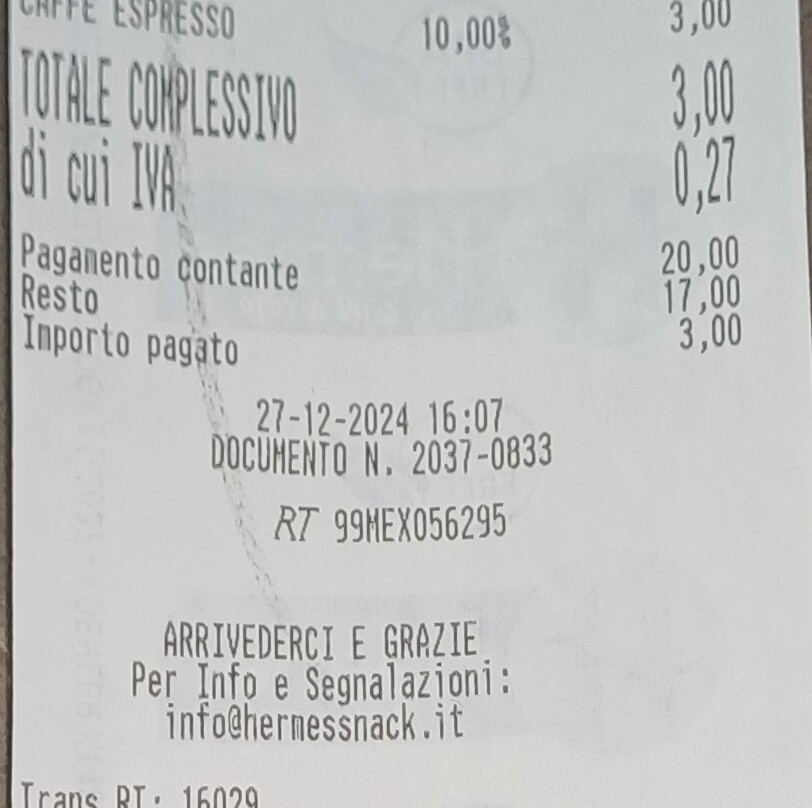 CAFFE ESPRESSO 10,00% 3,00
TOTALE COMPLESSIVO 3,00
di cui IVA 0,27
Pagamento contante 20,00
Resto 17,00
Importo pagato 3,00
27-12-2024 16:07
DOCUMENTO N. 2037-0833
RT 99MEX056295
ARRIVEDERCI E GRAZIE
Per Info e Segnalazioni:
info@hermessnack.it
Trans RT: 16029